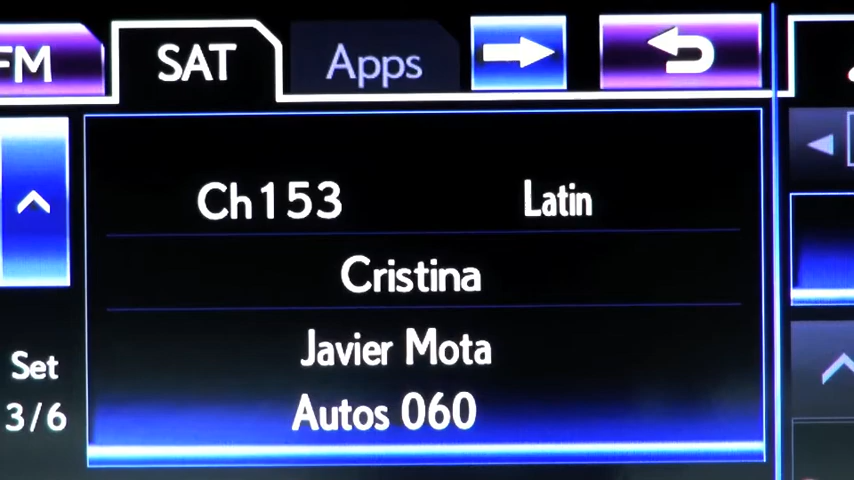 FM SAT Apps
Ch153 Latin
Cristina
Javier Mota
Set
Autos 060
3/6